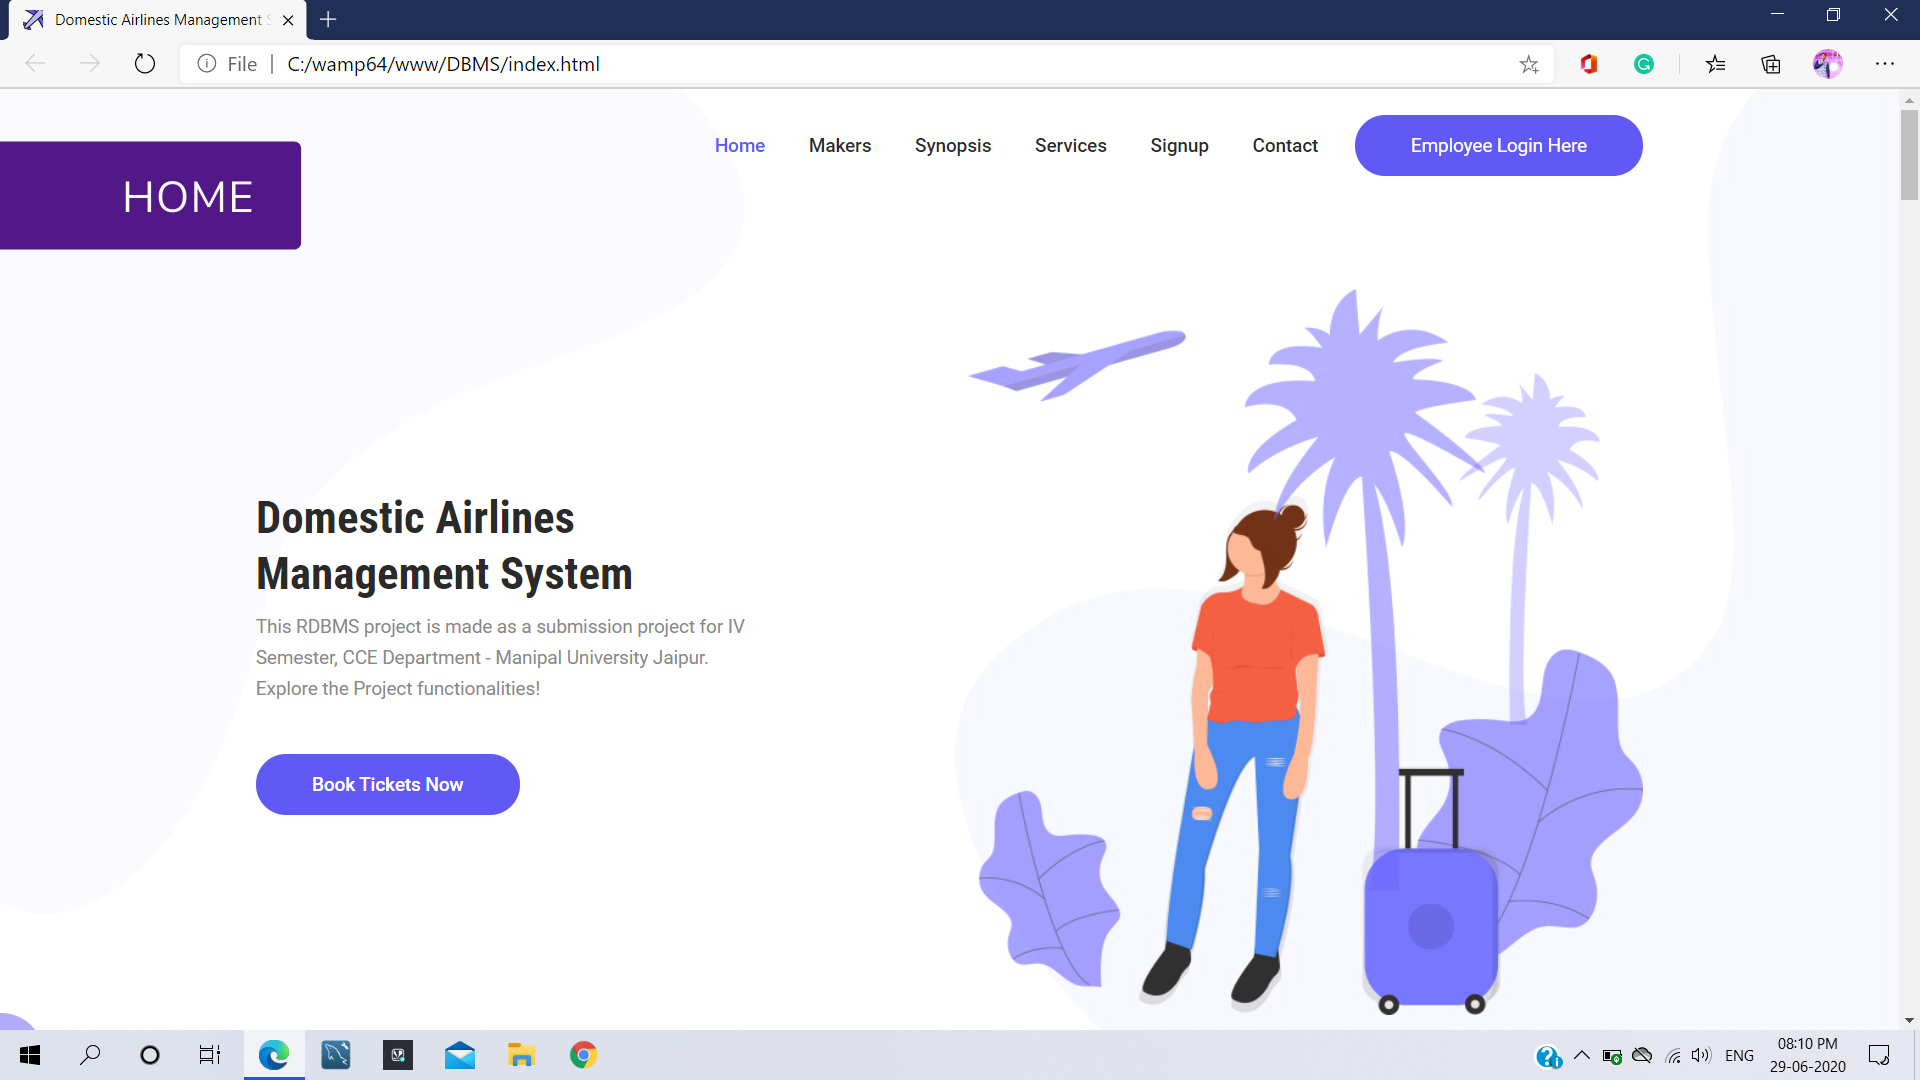 Domestic Airlines Management S
File | C:/wamp64/www/DBMS/index.html
Home Makers Synopsis Services Signup Contact Employee Login Here
HOME
Domestic Airlines
Management System
This RDBMS project is made as a submission project for IV
Semester, CCE Department - Manipal University Jaipur.
Explore the Project functionalities!
Book Tickets Now
ENG
08:10 PM
29-06-2020